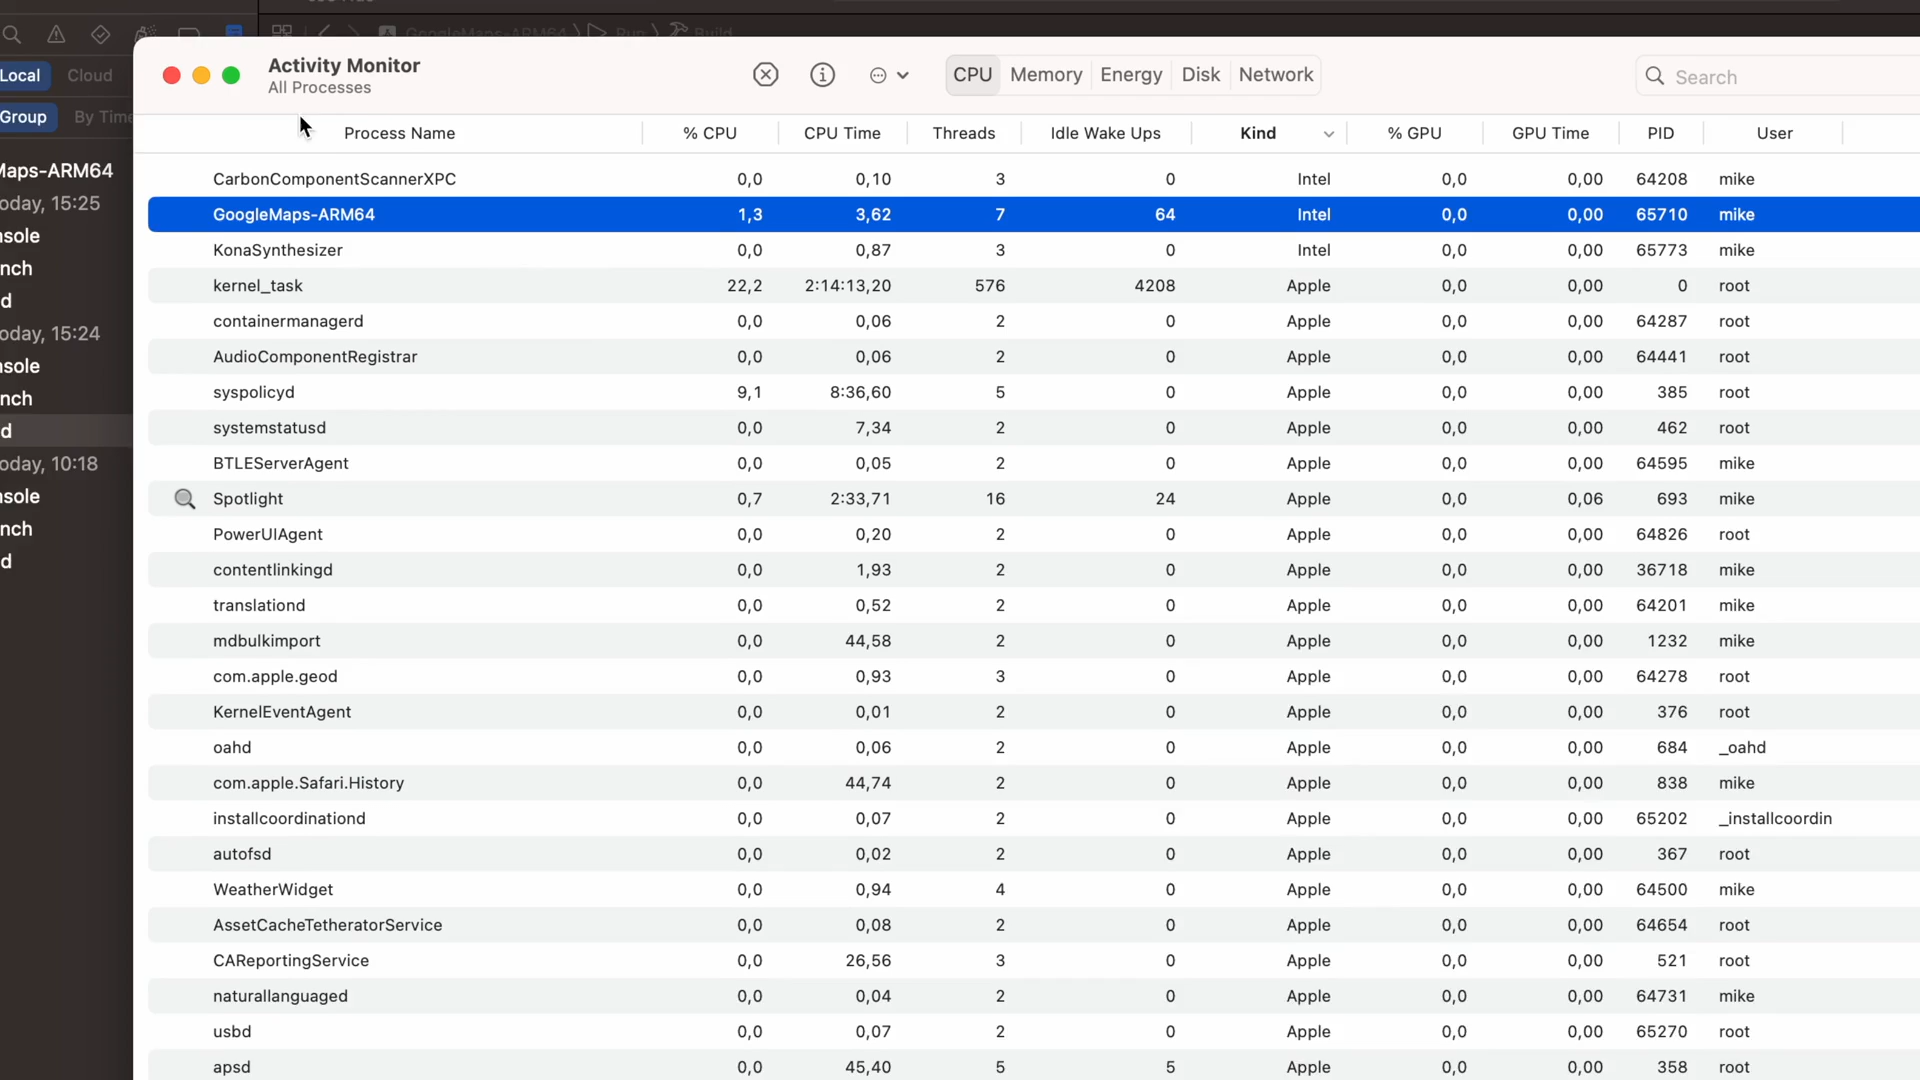 GoogleMaps-ARM64 Run Build
Local Cloud
Group By Time
Maps-ARM64
oday, 15:25
nsole
nch
d
oday, 15:24
nsole
nch
d
oday, 10:18
nsole
nch
d
Activity Monitor
All Processes
CPU Memory Energy Disk Network
Search
Process Name % CPU CPU Time Threads Idle Wake Ups Kind % GPU GPU Time PID User
CarbonComponentScannerXPC 0,0 0,10 3 0 Intel 0,0 0,00 64208 mike
GoogleMaps-ARM64 1,3 3,62 7 64 Intel 0,0 0,00 65710 mike
KonaSynthesizer 0,0 0,87 3 0 Intel 0,0 0,00 65773 mike
kernel_task 22,2 2:14:13,20 576 4208 Apple 0,0 0,00 0 root
containermanagerd 0,0 0,06 2 0 Apple 0,0 0,00 64287 root
AudioComponentRegistrar 0,0 0,06 2 0 Apple 0,0 0,00 64441 root
syspolicyd 9,1 8:36,60 5 0 Apple 0,0 0,00 385 root
systemstatusd 0,0 7,34 2 0 Apple 0,0 0,00 462 root
BTLEServerAgent 0,0 0,05 2 0 Apple 0,0 0,00 64595 mike
Spotlight 0,7 2:33,71 16 24 Apple 0,0 0,06 693 mike
PowerUIAgent 0,0 0,20 2 0 Apple 0,0 0,00 64826 root
contentlinkingd 0,0 1,93 2 0 Apple 0,0 0,00 36718 mike
translationd 0,0 0,52 2 0 Apple 0,0 0,00 64201 mike
mdbulkimport 0,0 44,58 2 0 Apple 0,0 0,00 1232 mike
com.apple.geod 0,0 0,93 3 0 Apple 0,0 0,00 64278 root
KernelEventAgent 0,0 0,01 2 0 Apple 0,0 0,00 376 root
oahd 0,0 0,06 2 0 Apple 0,0 0,00 684 _oahd
com.apple.Safari.History 0,0 44,74 2 0 Apple 0,0 0,00 838 mike
installcoordinationd 0,0 0,07 2 0 Apple 0,0 0,00 65202 _installcoordin
autofsd 0,0 0,02 2 0 Apple 0,0 0,00 367 root
WeatherWidget 0,0 0,94 4 0 Apple 0,0 0,00 64500 mike
AssetCacheTetheratorService 0,0 0,08 2 0 Apple 0,0 0,00 64654 root
CAReportingService 0,0 26,56 3 0 Apple 0,0 0,00 521 root
naturallanguaged 0,0 0,04 2 0 Apple 0,0 0,00 64731 mike
usbd 0,0 0,07 2 0 Apple 0,0 0,00 65270 root
apsd 0,0 45,40 5 5 Apple 0,0 0,00 358 root